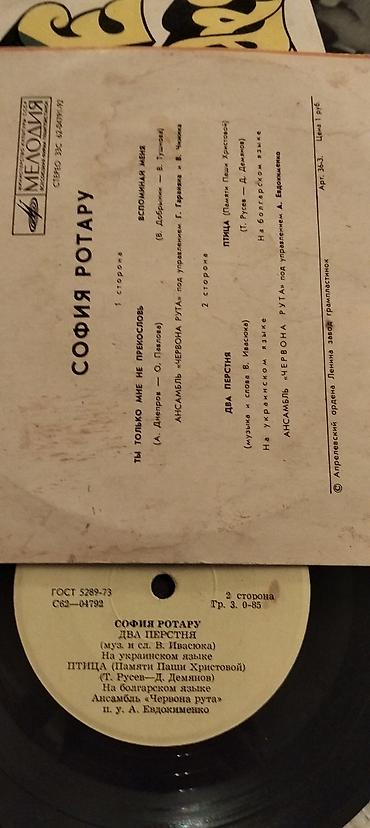 МЕЛОДИЯ
СТЕРЕО 33С 62-04791-92
СОФИЯ РОТАРУ
1 сторона
ТЫ ТОЛЬКО МНЕ НЕ ПРЕКОСЛОВЬ
(А. Днепров — О. Павлова)
ВСПОМИНАЙ МЕНЯ
(В. Добрынин — В. Тушнова)
АНСАМБЛЬ «ЧЕРВОНА РУТА» под управлением Г. Гараняка и В. Чижика
2 сторона
ДВА ПЕРСТНЯ
(музыка и слова В. Ивасюка)
На украинском языке
ПТИЦА (Памяти Паши Христовой)
(Т. Русев — Д. Демянов)
На болгарском языке
АНСАМБЛЬ «ЧЕРВОНА РУТА» под управлением А. Евдокименко
© Апрелевский ордена Ленина завод грампластинок
Арт. 36-3. Цена 1 руб.
ГОСТ 5289-73
С62—04792
2 сторона
Гр. 3. 0-85
СОФИЯ РОТАРУ
ДВА ПЕРСТНЯ
(муз. и сл. В. Ивасюка)
На украинском языке
ПТИЦА (Памяти Паши Христовой)
(Т. Русев—Д. Демянов)
На болгарском языке
Ансамбль «Червона рута»
п. у. А. Евдокименко